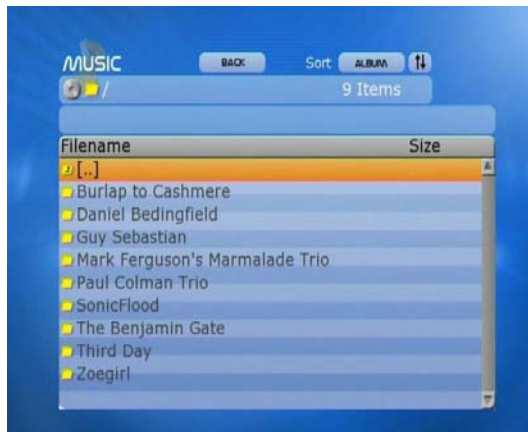 MUSIC BACK Sort ALBUM
/ 9 Items
Filename Size
[..]
Burlap to Cashmere
Daniel Bedingfield
Guy Sebastian
Mark Ferguson's Marmalade Trio
Paul Colman Trio
SonicFlood
The Benjamin Gate
Third Day
Zoegirl